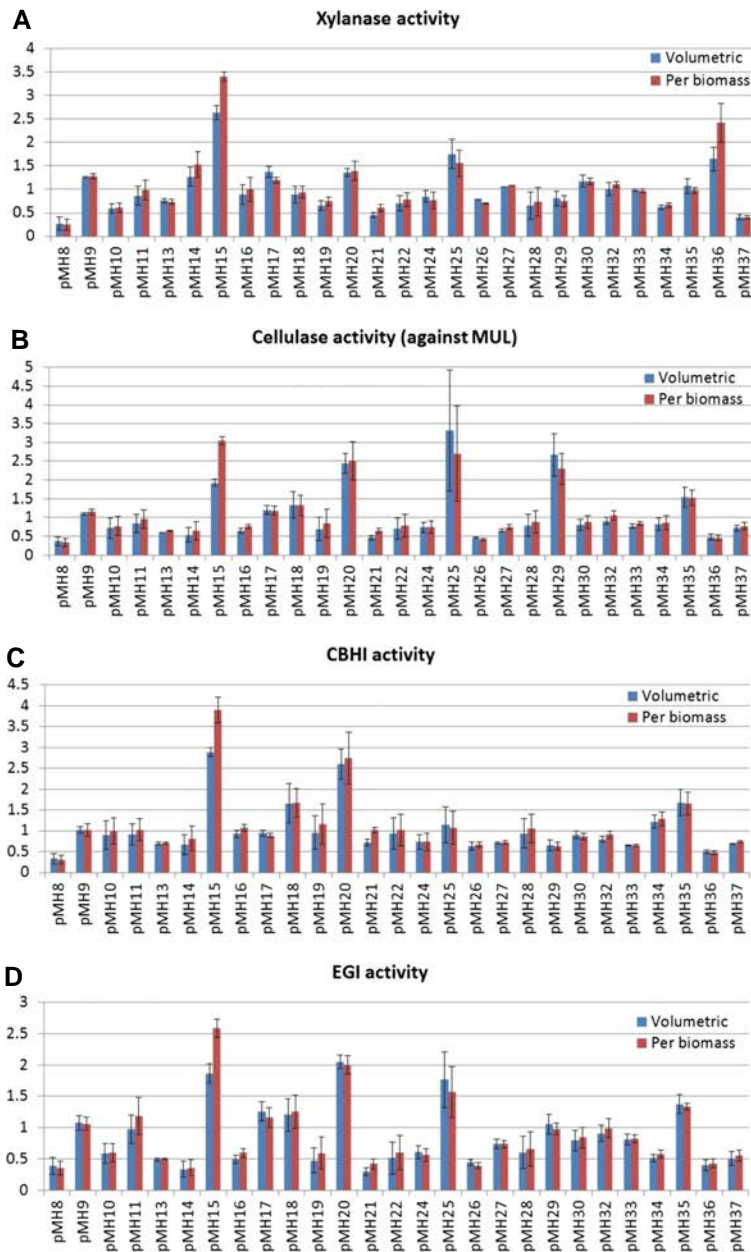 A
Xylanase activity
4
3.5
3
2.5
2
1.5
1
0.5
0
Volumetric
Per biomass
pMH8
pMH9
pMH10
pMH11
pMH13
pMH14
pMH15
pMH16
pMH17
pMH18
pMH19
pMH20
pMH21
pMH22
pMH24
pMH25
pMH26
pMH27
pMH28
pMH29
pMH30
pMH32
pMH33
pMH34
pMH35
pMH36
pMH37
B
Cellulase activity (against MUL)
5
4.5
4
3.5
3
2.5
2
1.5
1
0.5
0
Volumetric
Per biomass
pMH8
pMH9
pMH10
pMH11
pMH13
pMH14
pMH15
pMH16
pMH17
pMH18
pMH19
pMH20
pMH21
pMH22
pMH24
pMH25
pMH26
pMH27
pMH28
pMH29
pMH30
pMH32
pMH33
pMH34
pMH35
pMH36
pMH37
C
CBHI activity
4.5
4
3.5
3
2.5
2
1.5
1
0.5
0
Volumetric
Per biomass
pMH8
pMH9
pMH10
pMH11
pMH13
pMH14
pMH15
pMH16
pMH17
pMH18
pMH19
pMH20
pMH21
pMH22
pMH24
pMH25
pMH26
pMH27
pMH28
pMH29
pMH30
pMH32
pMH33
pMH34
pMH35
pMH36
pMH37
D
EGI activity
3
2.5
2
1.5
1
0.5
0
Volumetric
Per biomass
pMH8
pMH9
pMH10
pMH11
pMH13
pMH14
pMH15
pMH16
pMH17
pMH18
pMH19
pMH20
pMH21
pMH22
pMH24
pMH25
pMH26
pMH27
pMH28
pMH29
pMH30
pMH32
pMH33
pMH34
pMH35
pMH36
pMH37